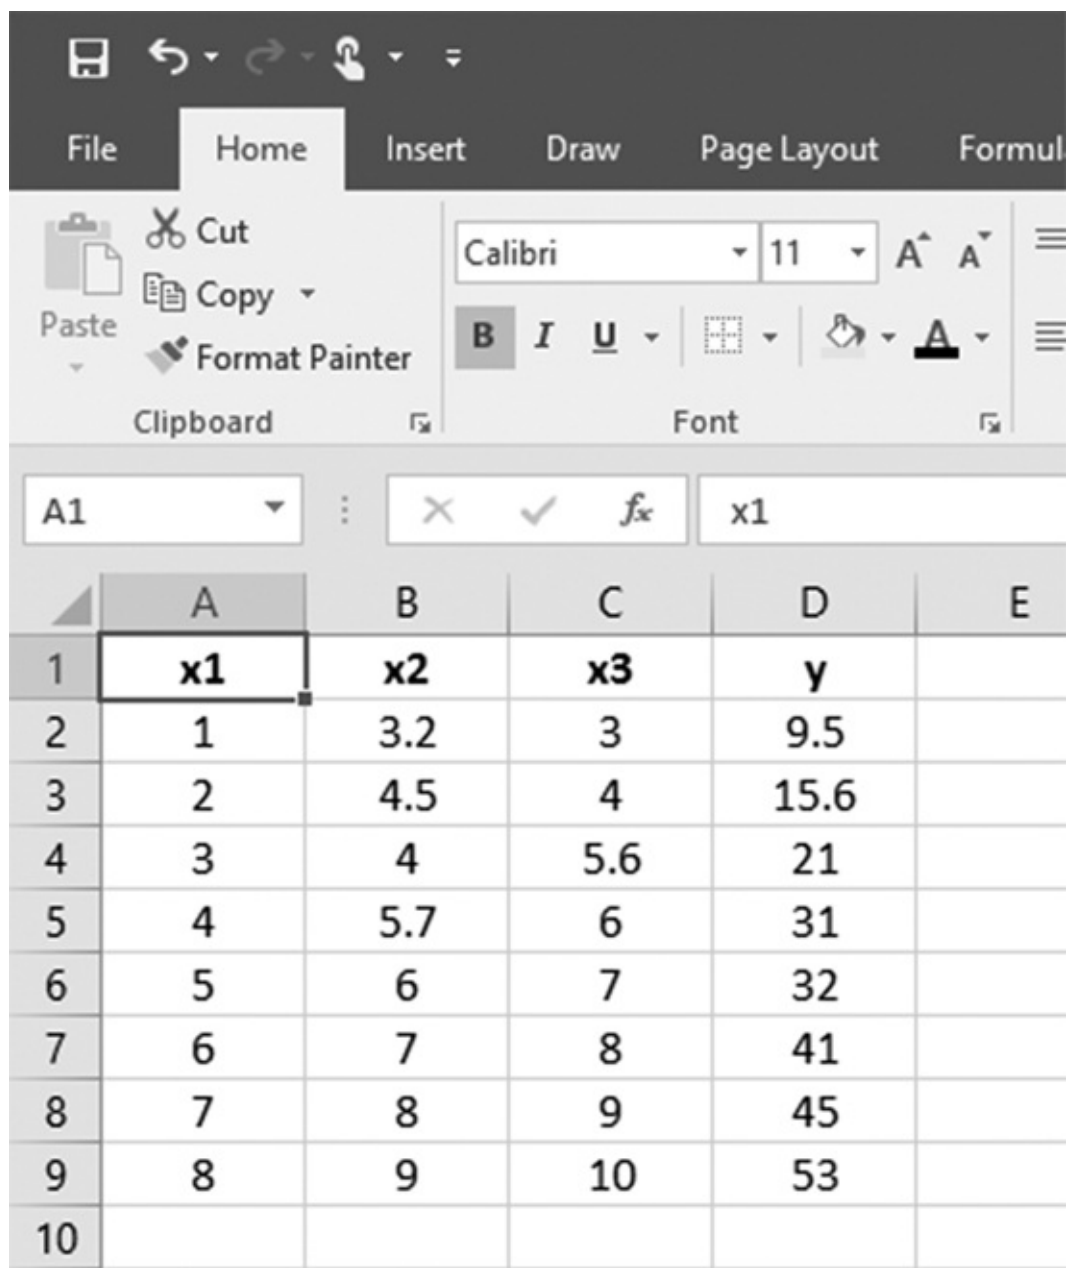 File Home Insert Draw Page Layout Formul
Cut
Calibri 11 A A
Copy
Paste
B I U A
Format Painter
Clipboard Font
A1 fx x1
A B C D E
1 x1 x2 x3 y
2 1 3.2 3 9.5
3 2 4.5 4 15.6
4 3 4 5.6 21
5 4 5.7 6 31
6 5 6 7 32
7 6 7 8 41
8 7 8 9 45
9 8 9 10 53
10